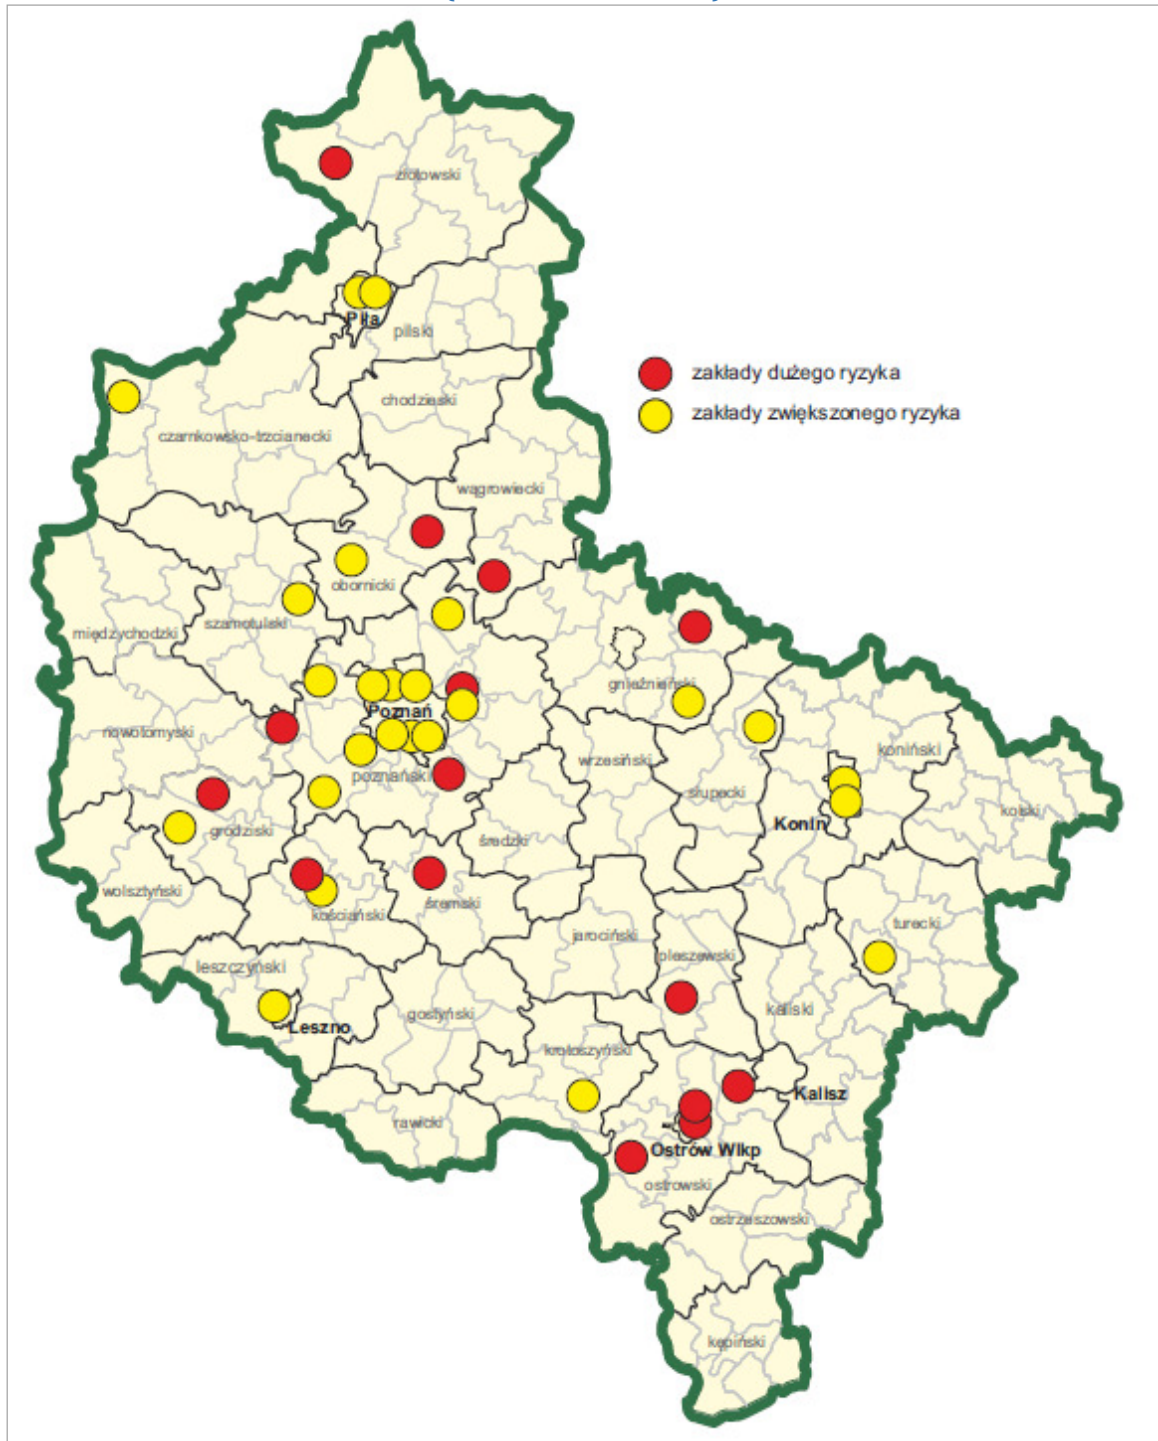 złotowski
Piła
pilski
zakłady dużego ryzyka
chodzieski
zakłady zwiększonego ryzyka
czarnkowsko-trzcianecki
wągrowiecki
obornicki
szamotulski
międzychodzki
gnieźnieński
Poznań
nowotomyski
koniński
wrzesiński
poznański
słupecki
kolski
Konin
grodziski
średzki
wolsztyński
śremski
kościański
turecki
jarociński
pleszewski
leszczyński
kaliski
gostyński
Leszno
krotoszyński
Kalisz
rawicki
Ostrów Wlkp
ostrowski
ostrzeszowski
kępiński